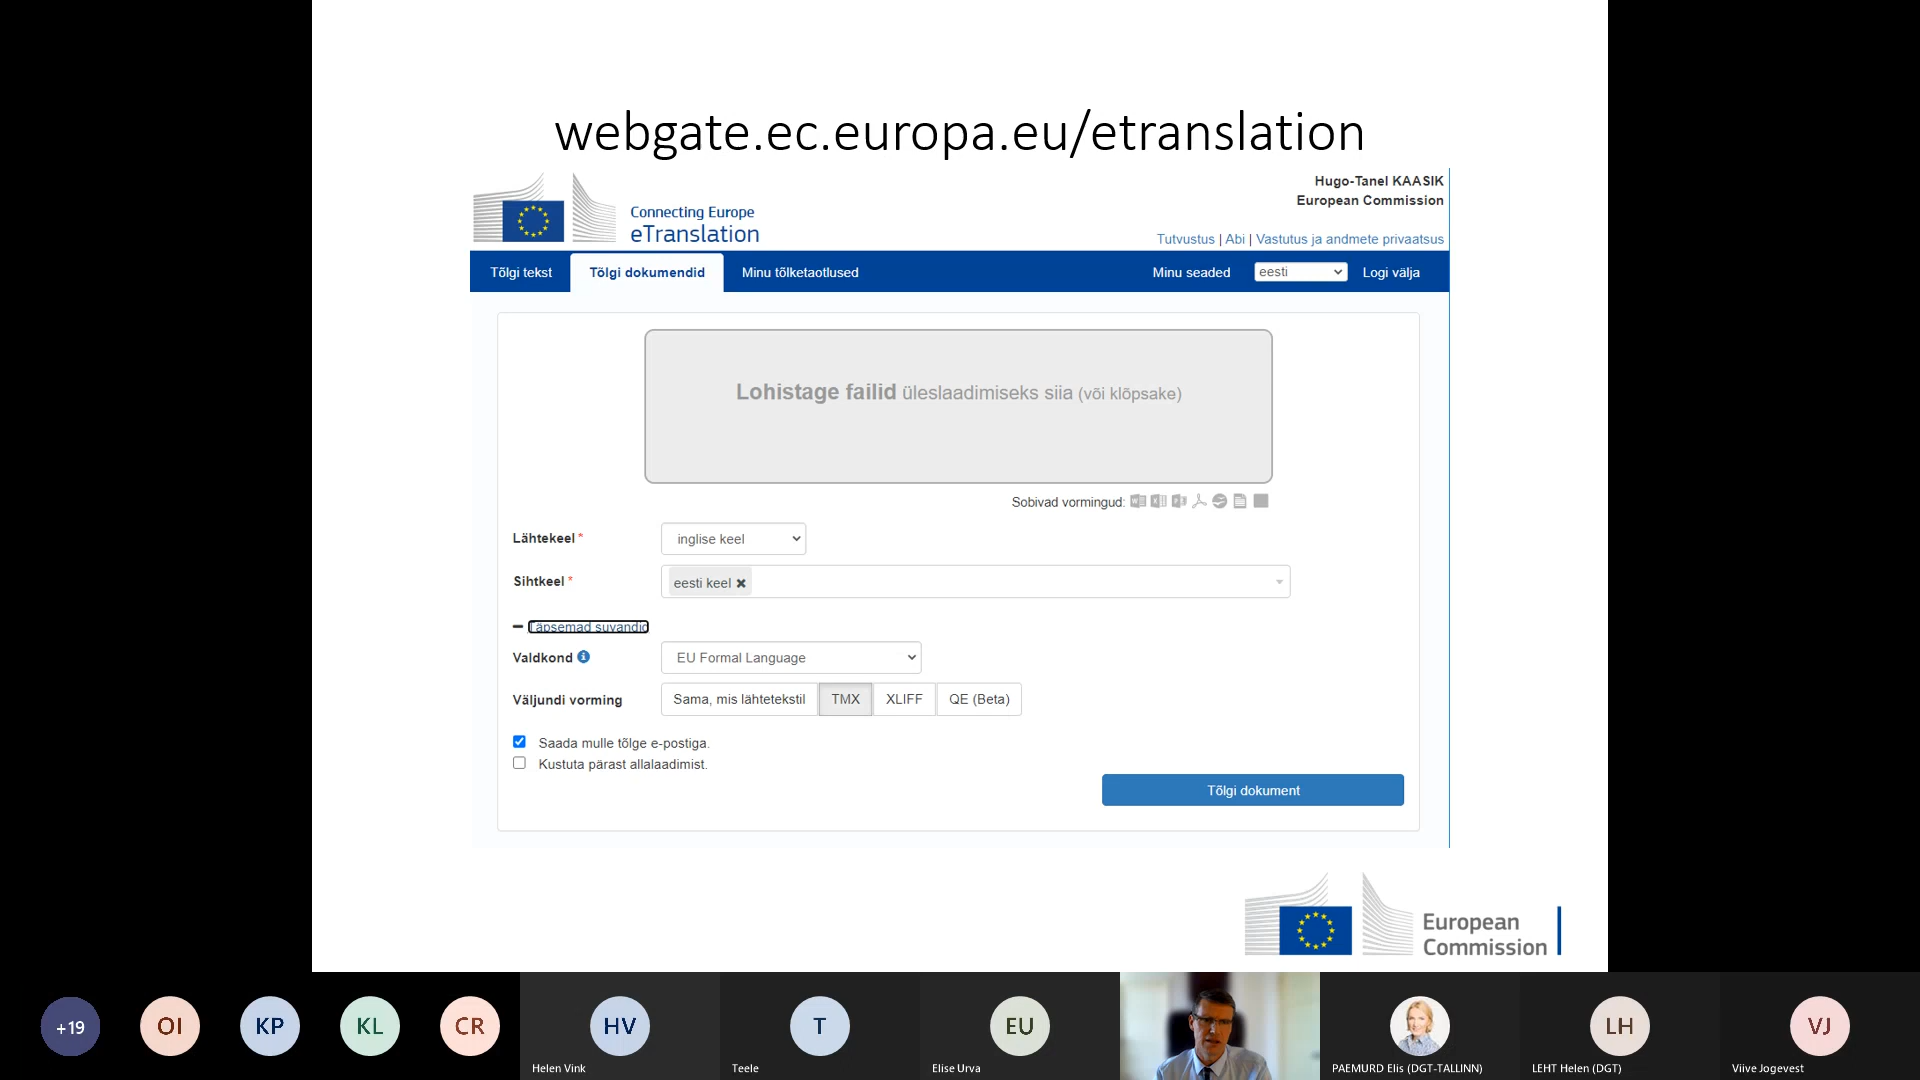 webgate.ec.europa.eu/etranslation
Hugo-Tanel KAASIK
European Commission
Connecting Europe
eTranslation
Tutvustus | Abi | Vastutus ja andmete privaatsus
Tõlgi tekst
Tõlgi dokumendid
Minu tõlketaotlused
Minu seaded
eesti
Logi välja
Lohistage failid üleslaadimiseks siia (või klõpsake)
Sobivad vormingud:
Lähtekeel *
inglise keel
Sihtkeel *
eesti keel
Täpsemad suvandid
Valdkond
EU Formal Language
Väljundi vorming
Sama, mis lähtetekstil
TMX
XLIFF
QE (Beta)
Saada mulle tõlge e-postiga.
Kustuta pärast allalaadimist.
Tõlgi dokument
European
Commission
+19
OI
KP
KL
CR
HV
Helen Vink
T
Teele
EU
Elise Urva
PAEMURD Elis (DGT-TALLINN)
LH
LEHT Helen (DGT)
VJ
Viive Jogevest